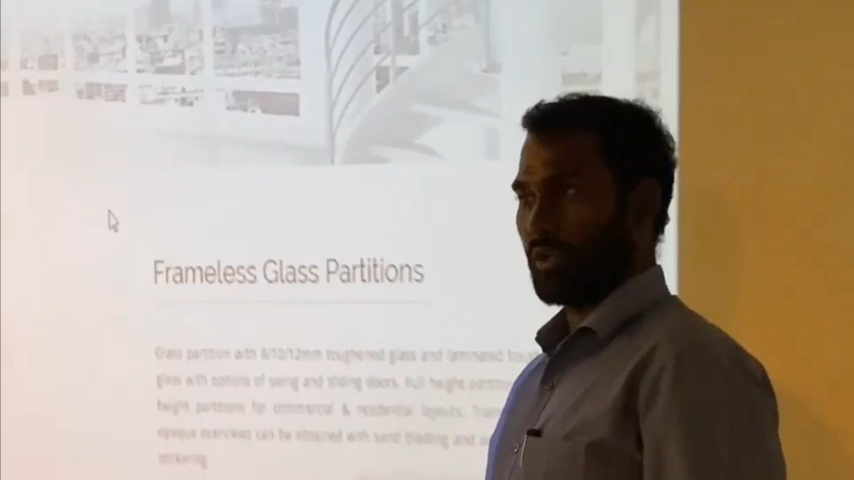 Frameless Glass Partitions
Glass partition with 8/10/12mm toughened glass and laminated
glass with options of swing and sliding doors. Full height
height partitions for commercial & residential layouts.
opaque overviews can be obtained with sand blasting and
stickering